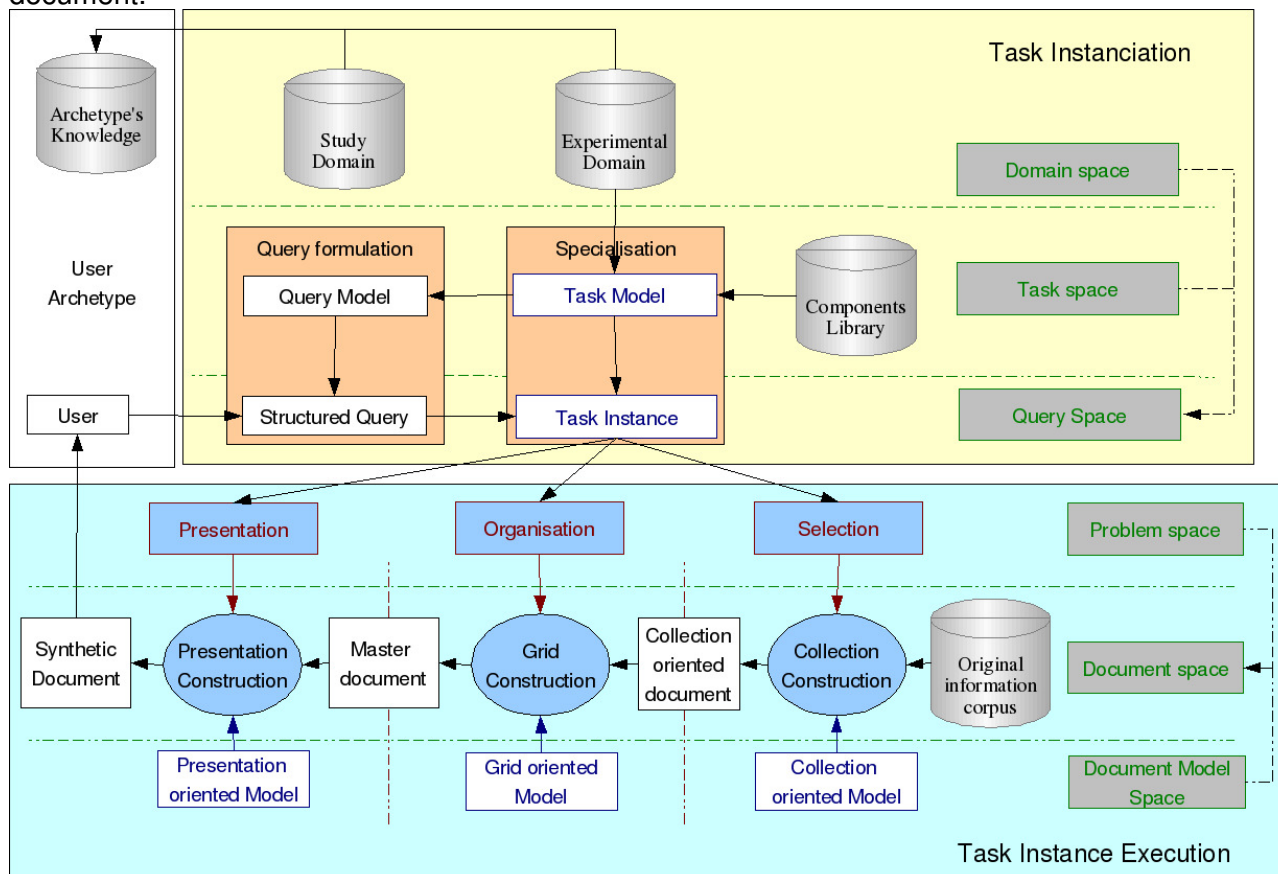 document.
Task Instanciation
Archetype's
Knowledge
Study
Domain
Experimental
Domain
Domain space
User
Archetype
Query formulation
Specialisation
Query Model
Task Model
Components
Library
Task space
User
Structured Query
Task Instance
Query Space
Presentation
Organisation
Selection
Problem space
Synthetic
Document
Presentation
Construction
Master
document
Grid
Construction
Collection
oriented
document
Collection
Construction
Original
information
corpus
Document space
Presentation
oriented Model
Grid oriented
Model
Collection
oriented Model
Document Model
Space
Task Instance Execution